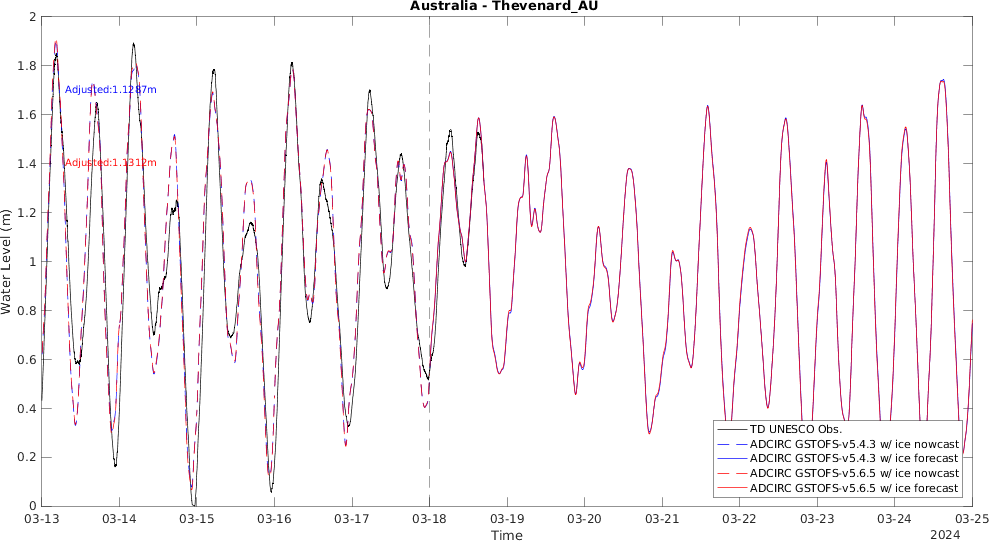 Australia - Thevenard_AU
2
1.8
1.6
1.4
1.2
1
0.8
0.6
0.4
0.2
0
Water Level (m)
Adjusted:1.1287m
Adjusted:1.1312m
TD UNESCO Obs.
ADCIRC GSTOFS-v5.4.3 w/ ice nowcast
ADCIRC GSTOFS-v5.4.3 w/ ice forecast
ADCIRC GSTOFS-v5.6.5 w/ ice nowcast
ADCIRC GSTOFS-v5.6.5 w/ ice forecast
03-13 03-14 03-15 03-16 03-17 03-18 03-19 03-20 03-21 03-22 03-23 03-24 03-25
Time
2024